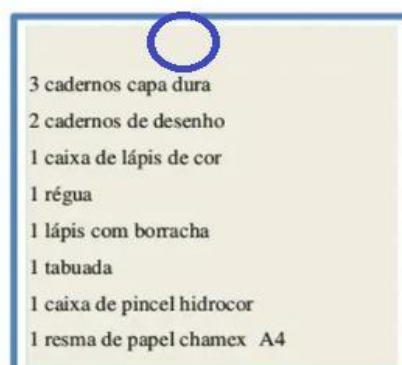 3 cadernos capa dura
2 cadernos de desenho
1 caixa de lápis de cor
1 régua
1 lápis com borracha
1 tabuada
1 caixa de pincel hidrocor
1 resma de papel chamex A4